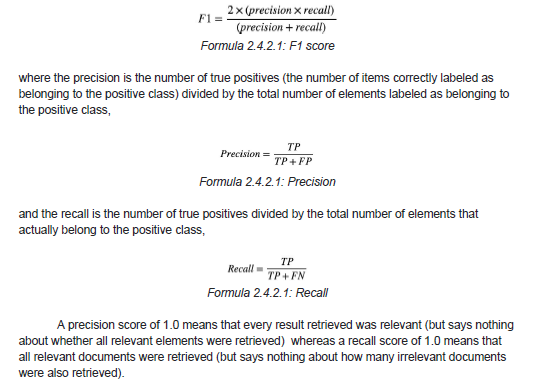 F1 = 2 × (precision × recall) / (precision + recall)
Formula 2.4.2.1: F1 score
where the precision is the number of true positives (the number of items correctly labeled as
belonging to the positive class) divided by the total number of elements labeled as belonging to
the positive class,
Precision = TP / TP + FP
Formula 2.4.2.1: Precision
and the recall is the number of true positives divided by the total number of elements that
actually belong to the positive class,
Recall = TP / TP + FN
Formula 2.4.2.1: Recall
A precision score of 1.0 means that every result retrieved was relevant (but says nothing
about whether all relevant elements were retrieved) whereas a recall score of 1.0 means that
all relevant documents were retrieved (but says nothing about how many irrelevant documents
were also retrieved).